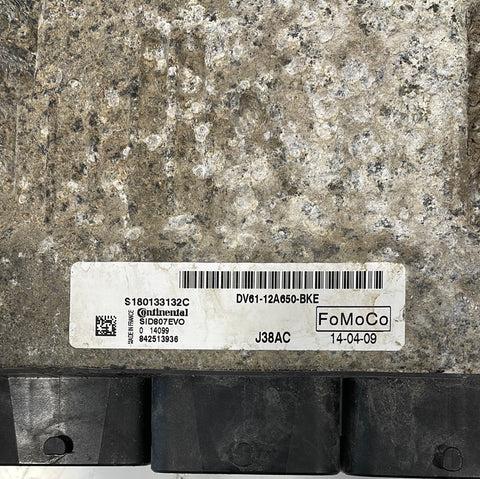 S180133132C
Continental
SID807EVO
0 14099
842513936
MADE IN FRANCE
DV61-12A650-BKE
J38AC
FoMoCo
14-04-09